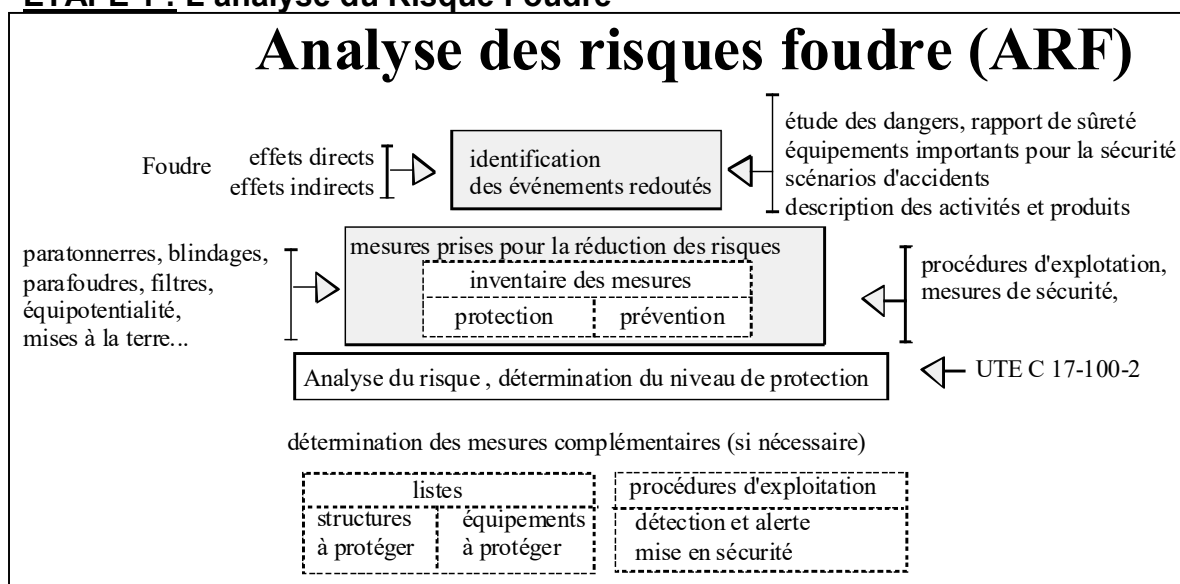 ETAPE 1 : L'analyse du Risque Foudre
Analyse des risques foudre (ARF)
Foudre
effets directs
effets indirects
identification
des événements redoutés
étude des dangers, rapport de sûreté
équipements importants pour la sécurité
scénarios d'accidents
description des activités et produits
paratonnerres, blindages,
parafoudres, filtres,
équipotentialité,
mises à la terre...
mesures prises pour la réduction des risques
inventaire des mesures
protection
prévention
procédures d'explotation,
mesures de sécurité,
Analyse du risque , détermination du niveau de protection
UTE C 17-100-2
détermination des mesures complémentaires (si nécessaire)
listes
structures
à protéger
équipements
à protéger
procédures d'exploitation
détection et alerte
mise en sécurité